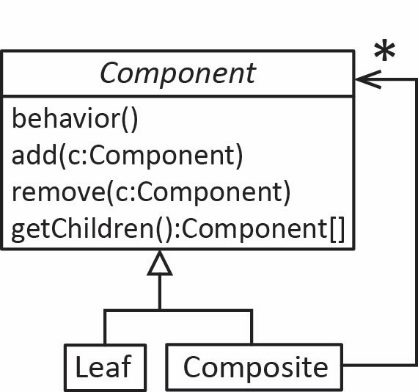 *
Component
behavior()
add(c:Component)
remove(c:Component)
getChildren():Component[]
Leaf
Composite